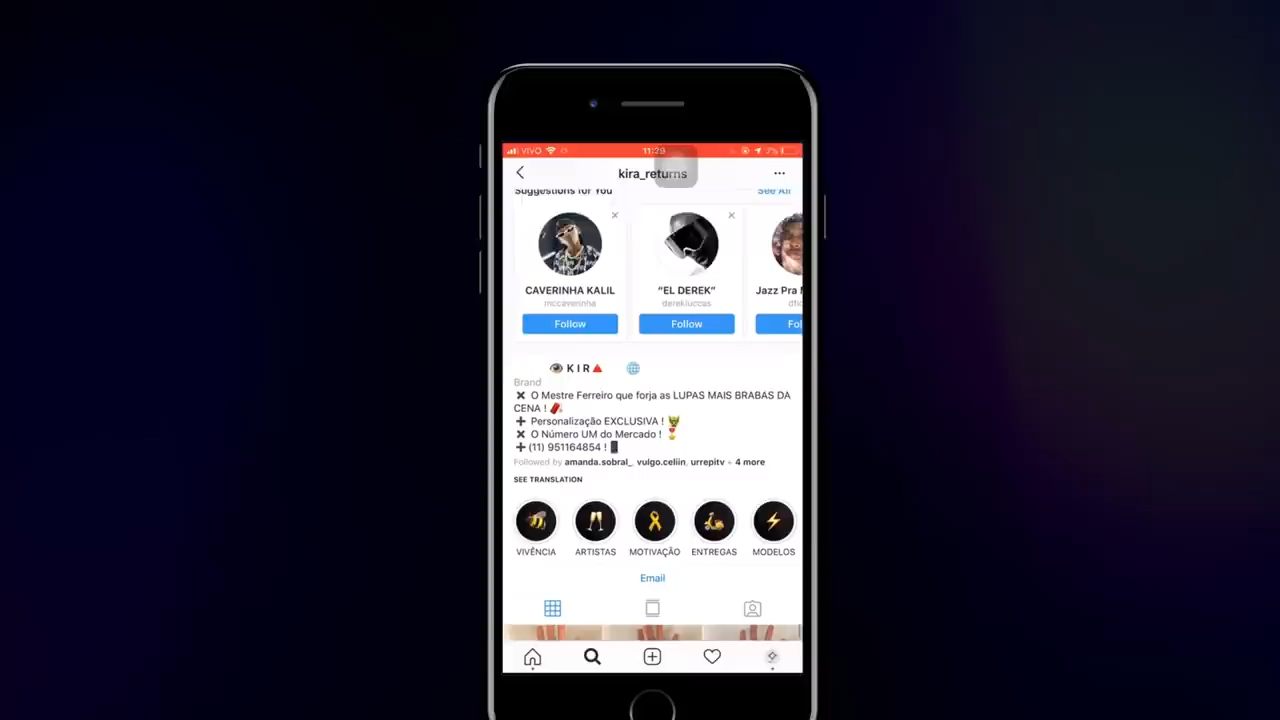 VIVO 11:29 7%
kira_returns
Suggestions for You See All
CAVERINHA KALIL "EL DEREK" Jazz Pra
mccaverinha derekluccas
Follow Follow Fol
KIRA
Brand
O Mestre Ferreiro que forja as LUPAS MAIS BRABAS DA
CENA !
Personalização EXCLUSIVA !
O Número UM do Mercado !
(11) 951164854 !
Followed by amanda.sobral_, vulgo.celiin, urrepitv + 4 more
SEE TRANSLATION
VIVÊNCIA ARTISTAS MOTIVAÇÃO ENTREGAS MODELOS
Email